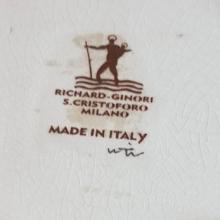 RICHARD-GINORI
S. CRISTOFORO
MILANO
MADE IN ITALY